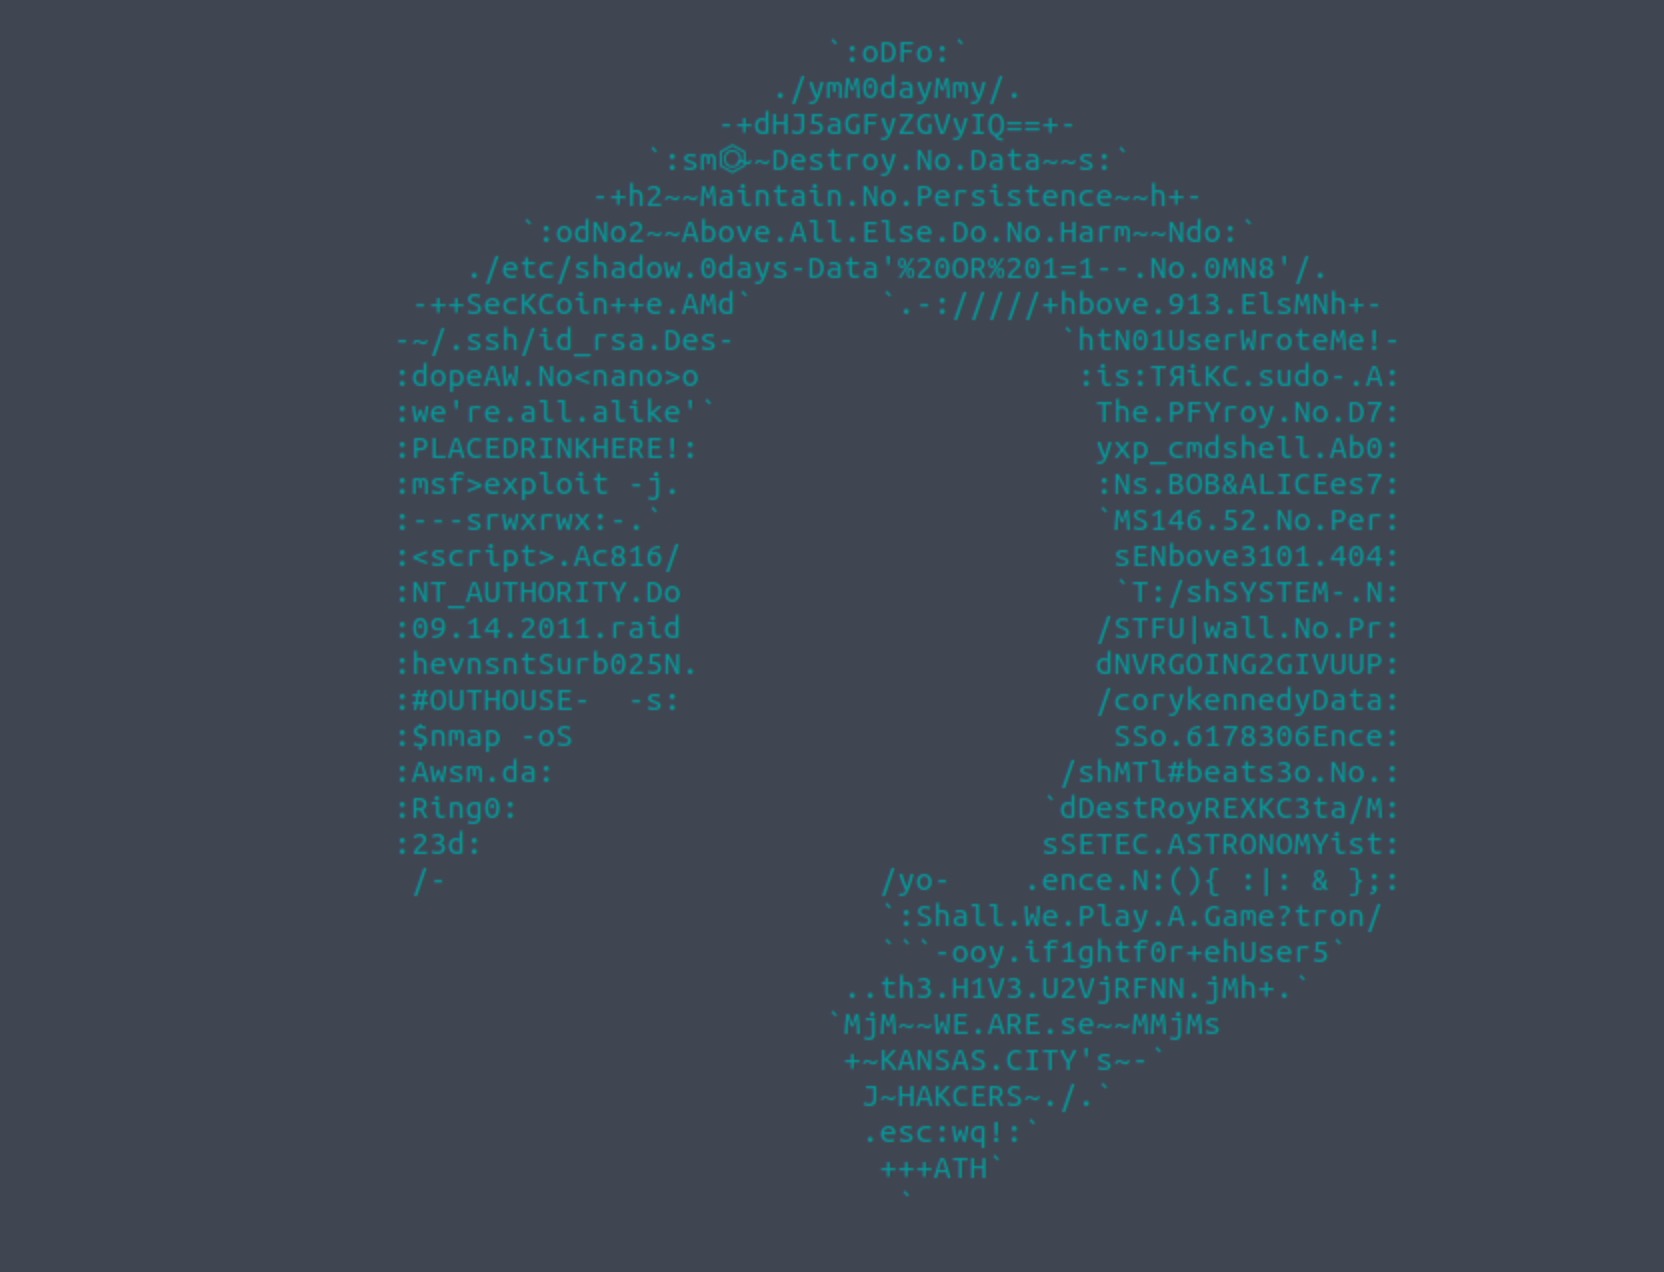 `:oDFo:`
./ymM0dayMmy/.
-+dHJ5aGFyZGVyIQ==+-
`:sm⏣~~Destroy.No.Data~~s:`
-+h2~~Maintain.No.Persistence~~h+-
`:odNo2~~Above.All.Else.Do.No.Harm~~Ndo:`
./etc/shadow.0days-Data'%20OR%201=1--.No.0MN8'/.
-++SecKCoin++e.AMd`       `.-://///+hbove.913.ElsMNh+-
-~/.ssh/id_rsa.Des-                  `htN01UserWroteMe!-
:dopeAW.No<nano>o                     :is:TЯiKC.sudo-.A:
:we're.all.alike'`                     The.PFYroy.No.D7:
:PLACEDRINKHERE!:                      yxp_cmdshell.Ab0:
:msf>exploit -j.                       :Ns.BOB&ALICEes7:
:---srwxrwx:-.`                        `MS146.52.No.Per:
:<script>.Ac816/                        sENbove3101.404:
:NT_AUTHORITY.Do                        `T:/shSYSTEM-.N:
:09.14.2011.raid                       /STFU|wall.No.Pr:
:hevnsntSurb025N.                      dNVRGOING2GIVUUP:
:#OUTHOUSE-  -s:                       /corykennedyData:
:$nmap -oS                              SSo.6178306Ence:
:Awsm.da:                            /shMTl#beats3o.No.:
:Ring0:                             `dDestRoyREXKC3ta/M:
:23d:                               sSETEC.ASTRONOMYist:
/-                        /yo-    .ence.N:(){ :|: & };:
`:Shall.We.Play.A.Game?tron/
```-ooy.if1ghtf0r+ehUser5`
..th3.H1V3.U2VjRFNN.jMh+.`
`MjM~~WE.ARE.se~~MMjMs
+~KANSAS.CITY's~-`
J~HAKCERS~./.`
.esc:wq!:`
+++ATH`
`